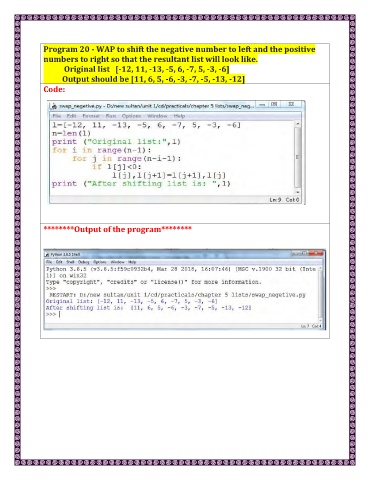 Program 20 - WAP to shift the negative number to left and the positive
numbers to right so that the resultant list will look like.
Original list [-12, 11, -13, -5, 6, -7, 5, -3, -6]
Output should be [11, 6, 5, -6, -3, -7, -5, -13, -12]
Code:
swap_negetive.py - D:/new sultan/unit 1/cd/practicals/chapter 5 lists/swap_neg...
File Edit Format Run Options Window Help
l=[-12, 11, -13, -5, 6, -7, 5, -3, -6]
n=len(l)
print ("Original list:",l)
for i in range(n-1):
for j in range(n-i-1):
if l[j]<0:
l[j],l[j+1]=l[j+1],l[j]
print ("After shifting list is: ",l)
Ln: 9 Col: 0
********Output of the program********
Python 3.6.5 Shell
File Edit Shell Debug Options Window Help
Python 3.6.5 (v3.6.5:f59c0932b4, Mar 28 2018, 16:07:46) [MSC v.1900 32 bit (Inte
l)] on win32
Type "copyright", "credits" or "license()" for more information.
>>>
RESTART: D:/new sultan/unit 1/cd/practicals/chapter 5 lists/swap_negetive.py
Original list: [-12, 11, -13, -5, 6, -7, 5, -3, -6]
After shifting list is: [11, 6, 5, -6, -3, -7, -5, -13, -12]
>>>
Ln: 7 Col: 4